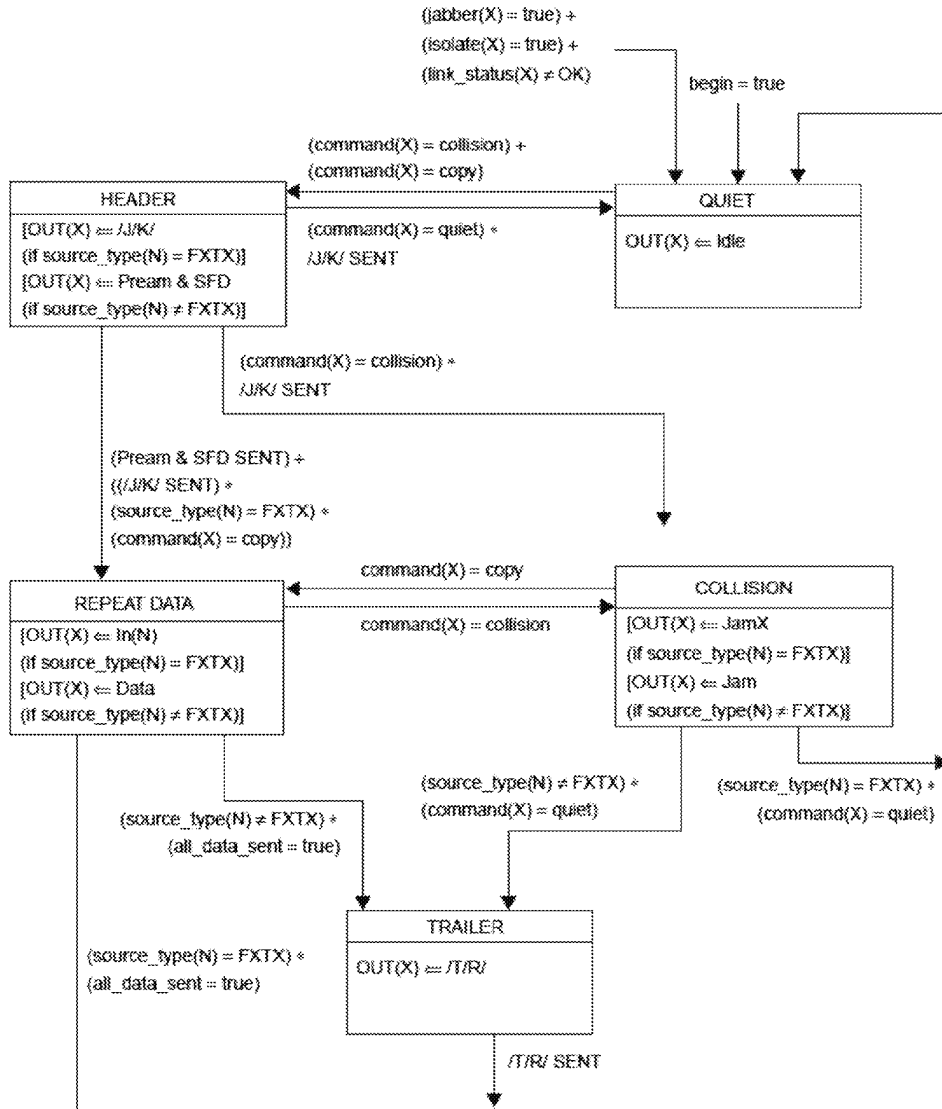 (jabber(X) = true) +
(isolate(X) = true) +
(link_status(X) ≠ OK)
begin = true
(command(X) = collision) +
(command(X) = copy)
HEADER
[OUT(X) ⇐ /J/K/
(if source_type(N) = FXTX)]
[OUT(X) ⇐ Pream & SFD
(if source_type(N) ≠ FXTX)]
(command(X) = quiet) *
/J/K/ SENT
QUIET
OUT(X) ⇐ Idle
(command(X) = collision) *
/J/K/ SENT
(Pream & SFD SENT) +
((/J/K/ SENT) *
(source_type(N) = FXTX) *
(command(X) = copy))
command(X) = copy
command(X) = collision
REPEAT DATA
[OUT(X) ⇐ In(N)
(if source_type(N) = FXTX)]
[OUT(X) ⇐ Data
(if source_type(N) ≠ FXTX)]
COLLISION
[OUT(X) ⇐ JamX
(if source_type(N) = FXTX)]
[OUT(X) ⇐ Jam
(if source_type(N) ≠ FXTX)]
(source_type(N) ≠ FXTX) *
(all_data_sent = true)
(source_type(N) ≠ FXTX) *
(command(X) = quiet)
(source_type(N) = FXTX) *
(command(X) = quiet)
TRAILER
OUT(X) ⇐ /T/R/
(source_type(N) = FXTX) *
(all_data_sent = true)
/T/R/ SENT